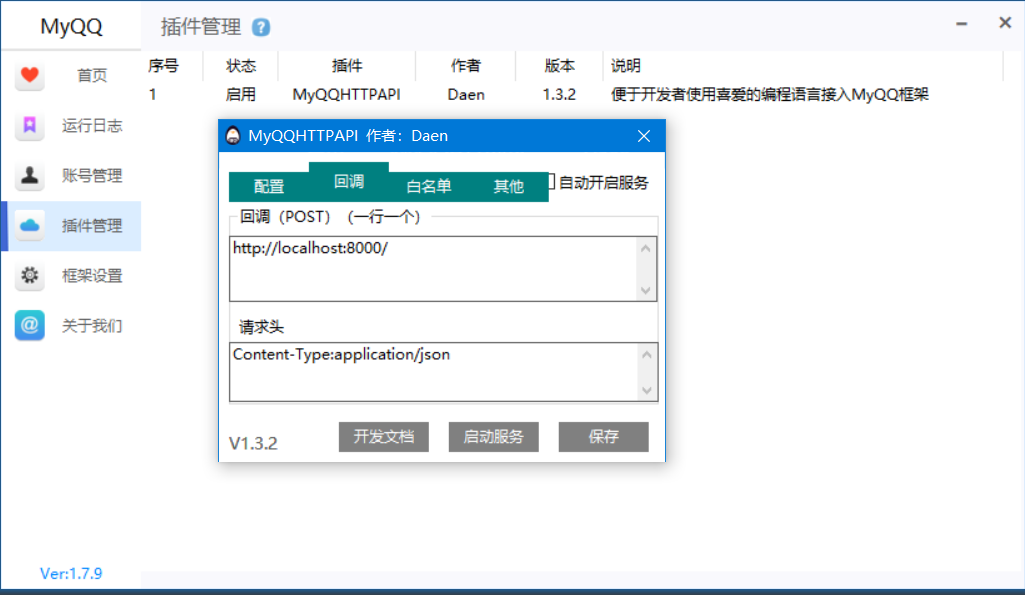 MyQQ
插件管理 ?
首页
运行日志
账号管理
插件管理
框架设置
关于我们
Ver:1.7.9
序号 状态 插件 作者 版本 说明
1 启用 MyQQHTTPAPI Daen 1.3.2 便于开发者使用喜爱的编程语言接入MyQQ框架
MyQQHTTPAPI 作者：Daen
配置 回调 白名单 其他 自动开启服务
回调（POST）（一行一个）
http://localhost:8000/
请求头
Content-Type:application/json
V1.3.2 开发文档 启动服务 保存